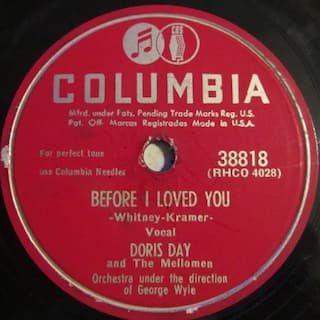 CBS
COLUMBIA
Mfrd. under Pats. Pending Trade Marks Reg. U.S.
Pat. Off. Marcas Registradas Made in U.S.A.
For perfect tone
use Columbia Needles
38818
(RHCO 4028)
BEFORE I LOVED YOU
-Whitney-Kramer-
Vocal
DORIS DAY
and The Mellomen
Orchestra under the direction
of George Wyle